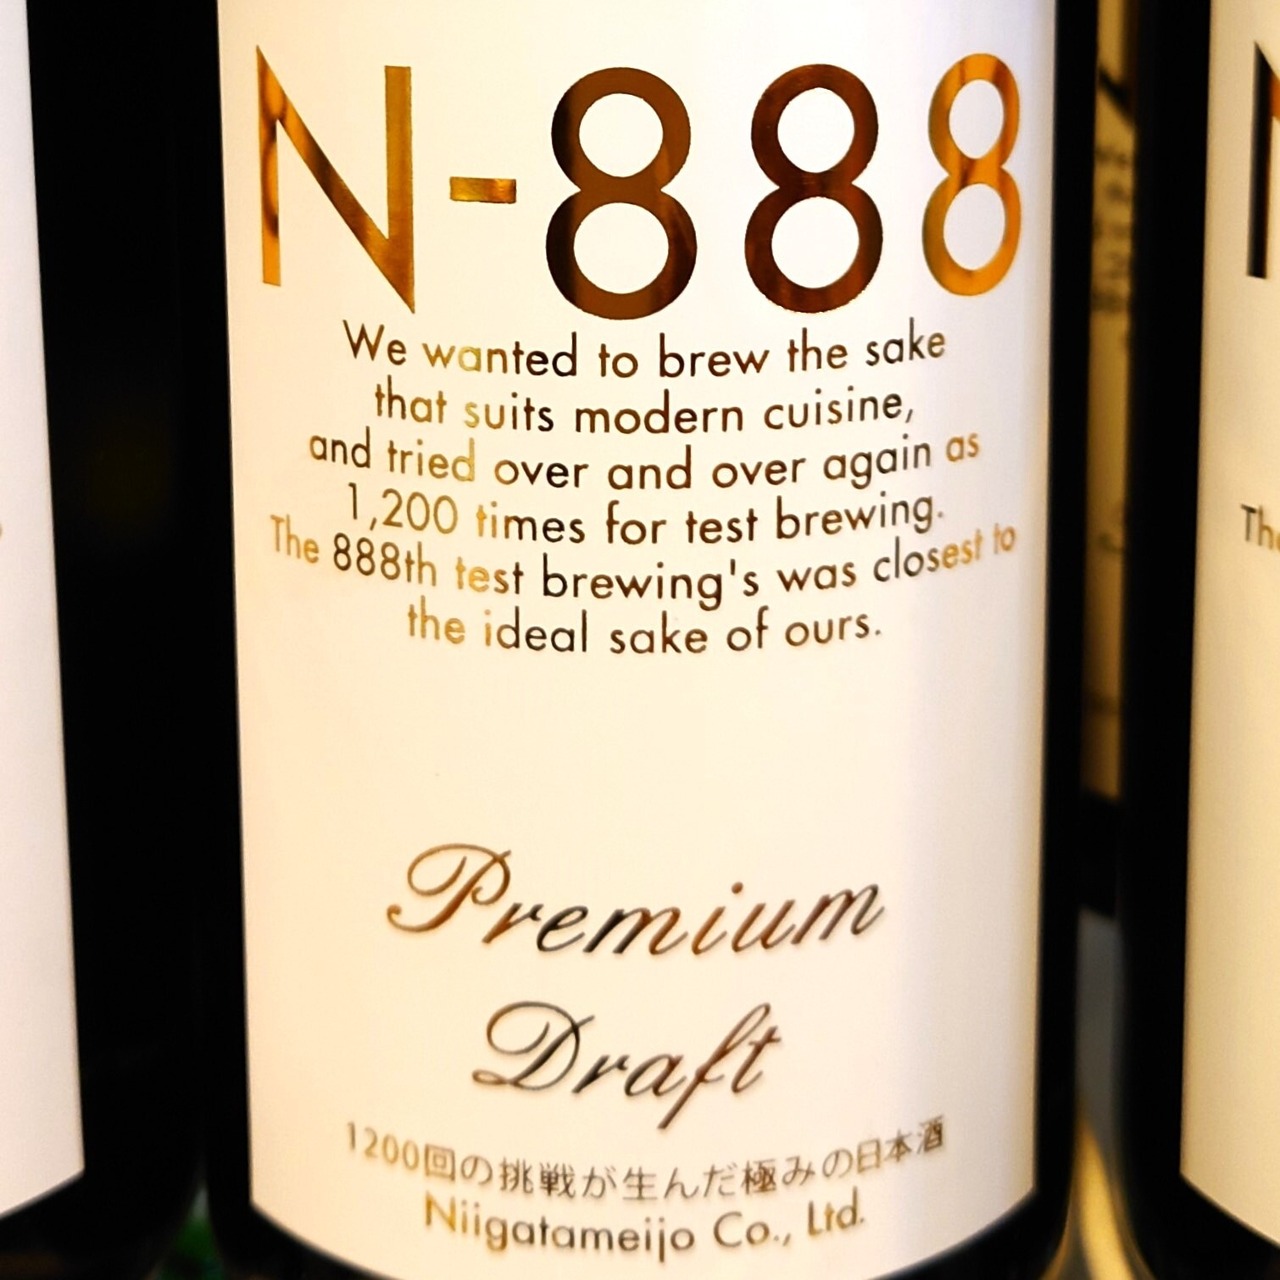 N-888
We wanted to brew the sake
that suits modern cuisine,
and tried over and over again as
1,200 times for test brewing.
The 888th test brewing's was closest to
the ideal sake of ours.
Premium
Draft
1200回の挑戦が生んだ極みの日本酒
Niigatameijo Co., Ltd.